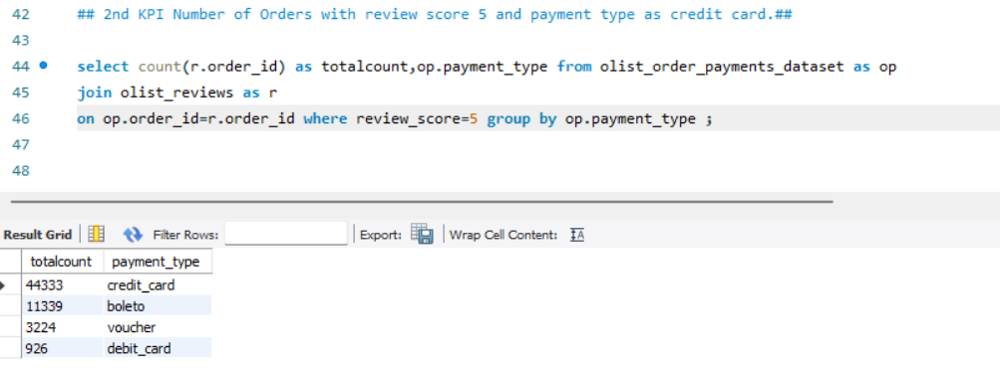 42 ## 2nd KPI Number of Orders with review score 5 and payment type as credit card.##
43
44 select count(r.order_id) as totalcount,op.payment_type from olist_order_payments_dataset as op
45 join olist_reviews as r
46 on op.order_id=r.order_id where review_score=5 group by op.payment_type ;
47
48
Result Grid Filter Rows: Export: Wrap Cell Content: IA
totalcount payment_type
44333 credit_card
11339 boleto
3224 voucher
926 debit_card